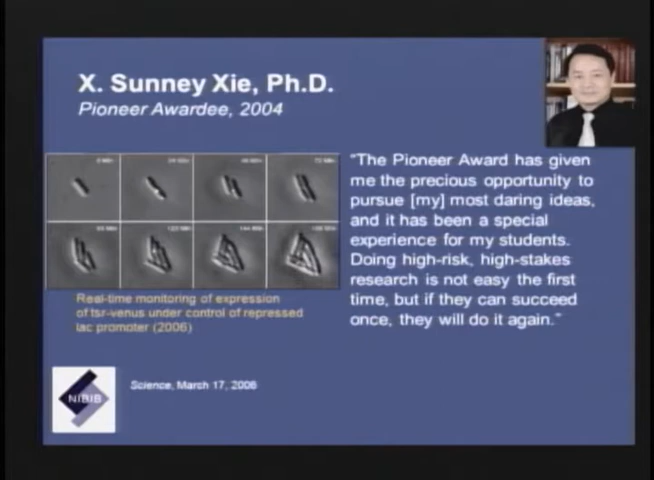 X. Sunney Xie, Ph.D.
Pioneer Awardee, 2004
"The Pioneer Award has given
me the precious opportunity to
pursue [my] most daring ideas,
and it has been a special
experience for my students.
Doing high-risk, high-stakes
research is not easy the first
time, but if they can succeed
once, they will do it again."
Real-time monitoring of expression
of tsr-venus under control of repressed
lac promoter (2006)
NIBIB
Science, March 17, 2006